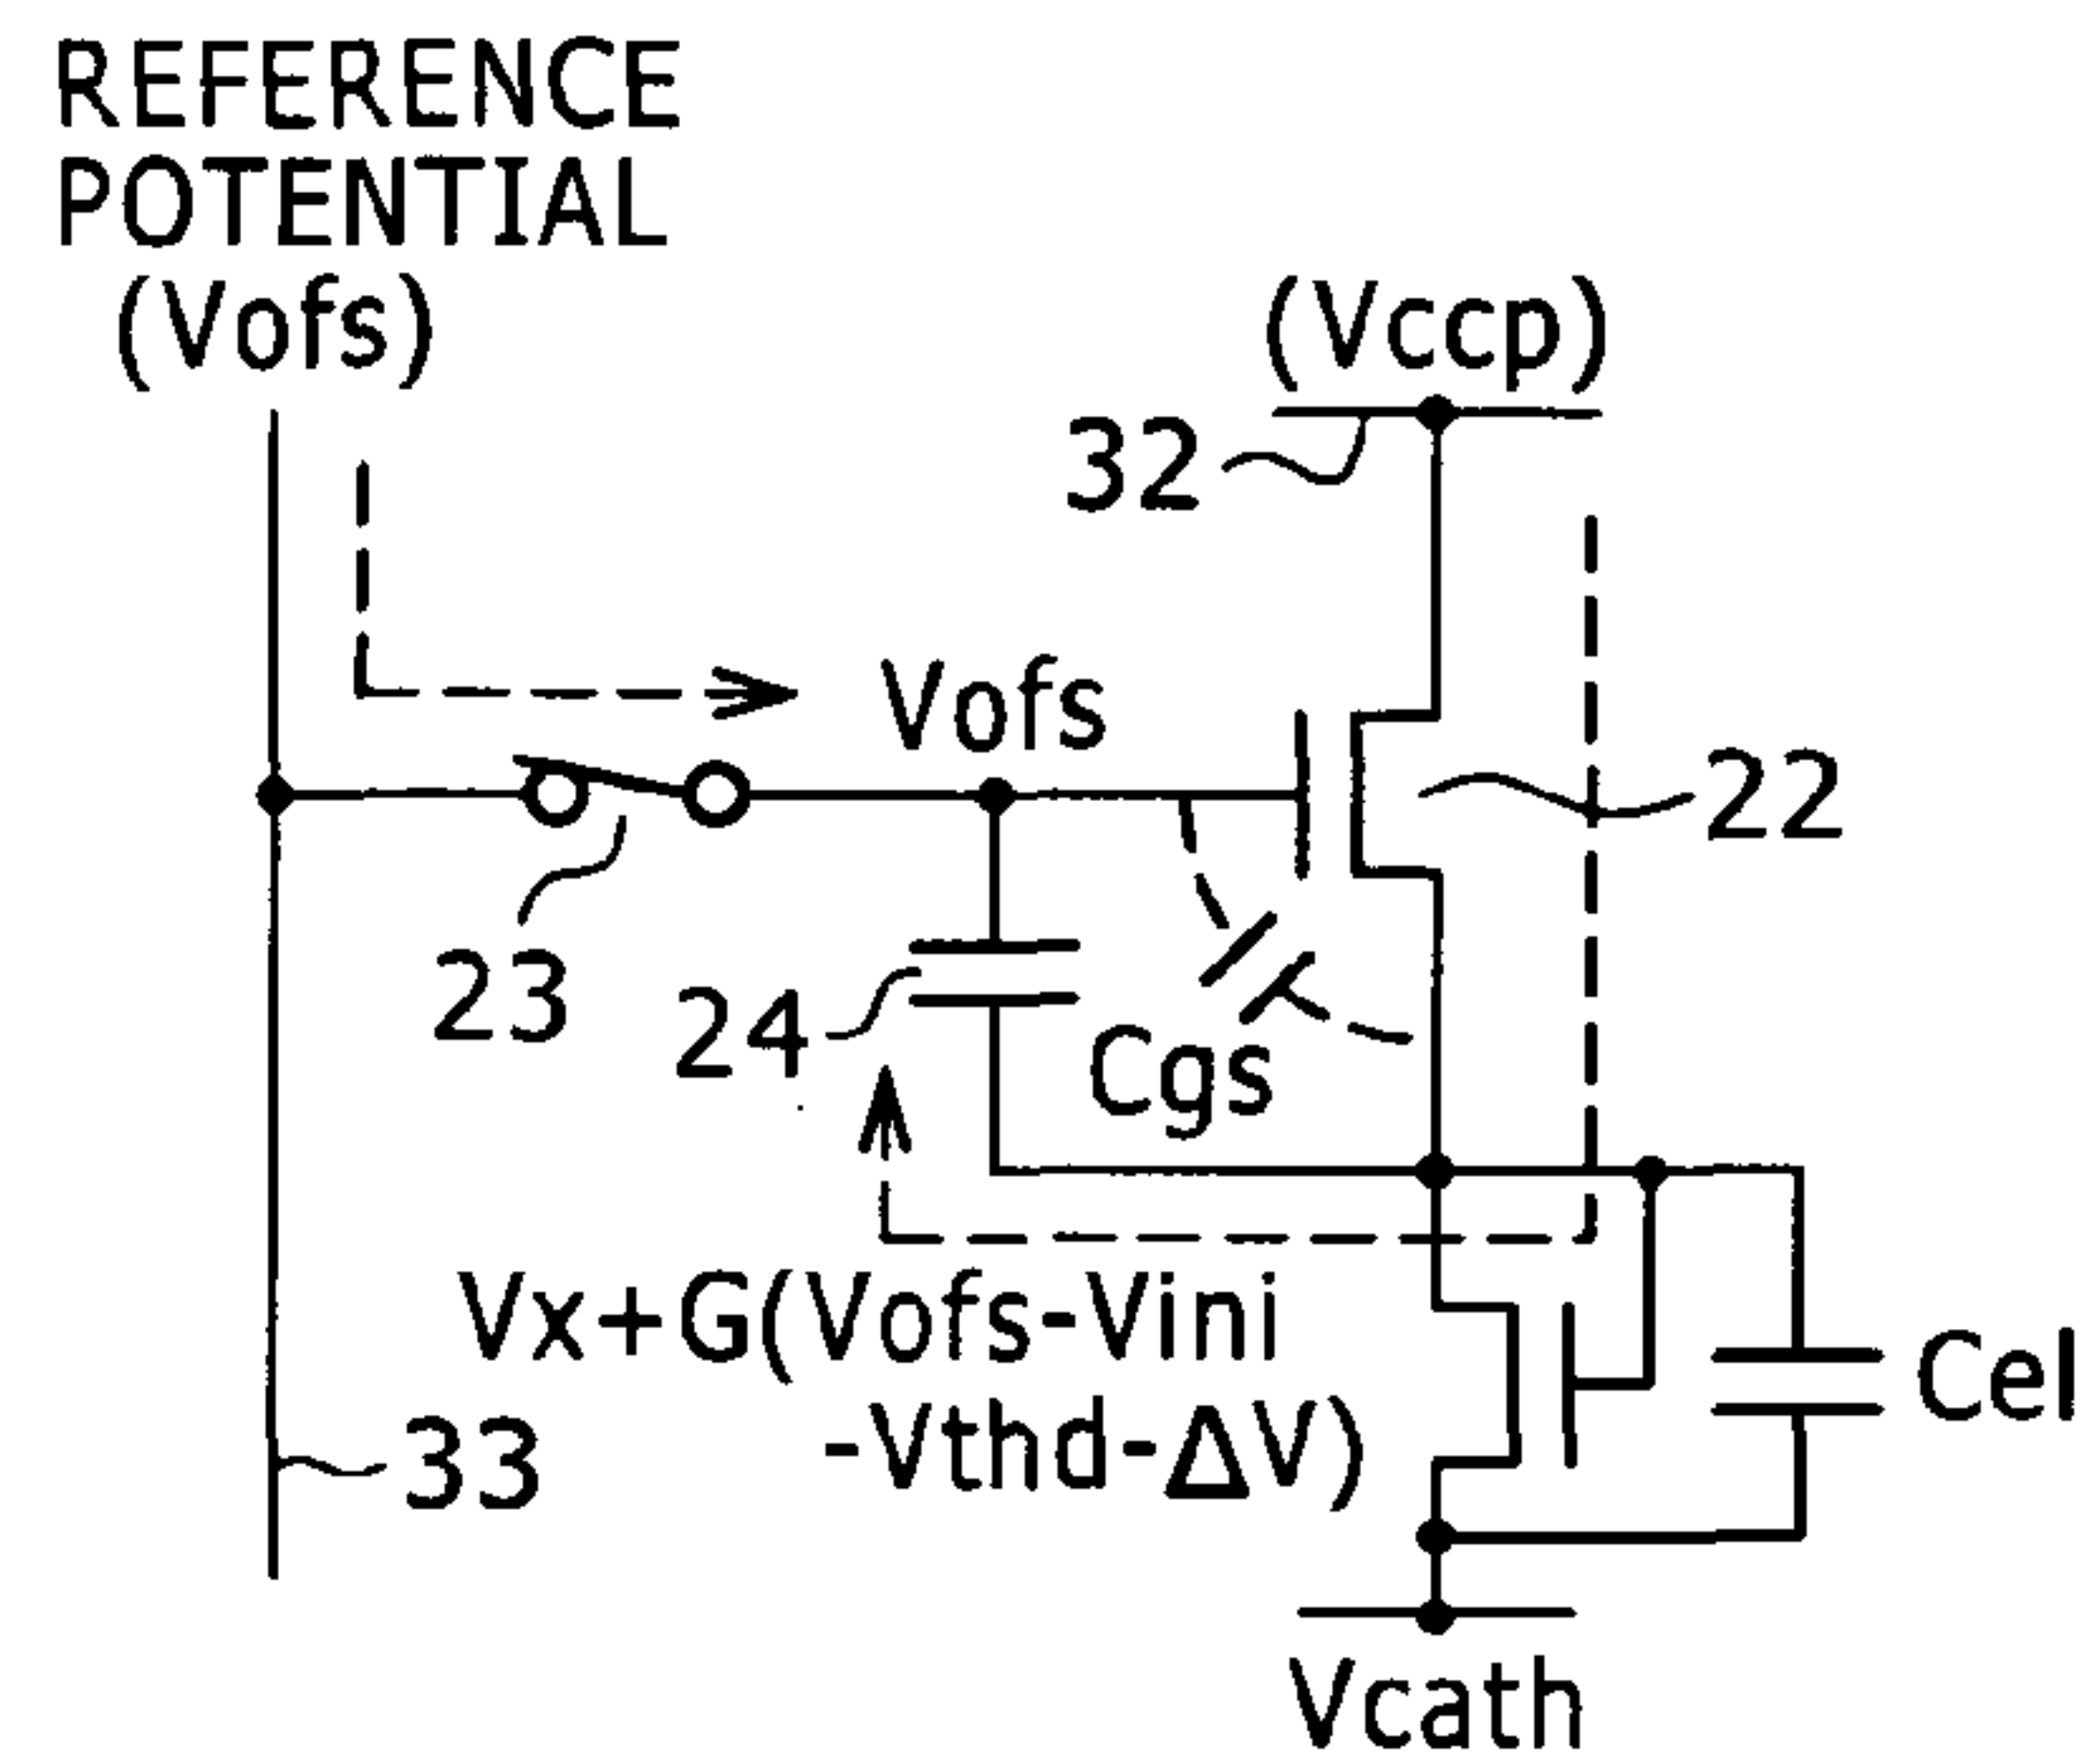 REFERENCE
POTENTIAL
(Vofs)
(Vccp)
32
Vofs
22
23
24
Cgs
Vx+G(Vofs-Vini
-Vthd-ΔV)
Cel
33
Vcath